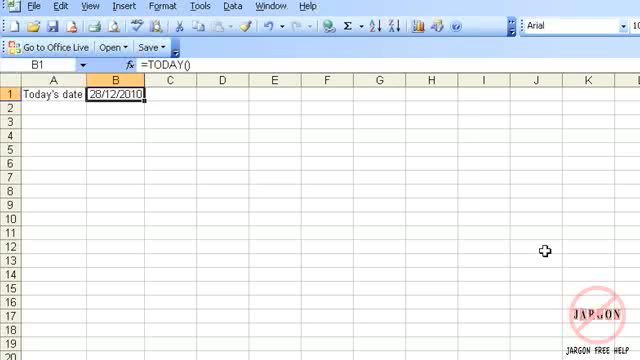 File Edit View Insert Format Tools Data Window Help
Arial 10
Go to Office Live Open Save
B1 fx =TODAY()
A B C D E F G H I J K L
1 Today's date 28/12/2010
2
3
4
5
6
7
8
9
10
11
12
13
14
15
16
17
18
19
20
JARGON
JARGON FREE HELP